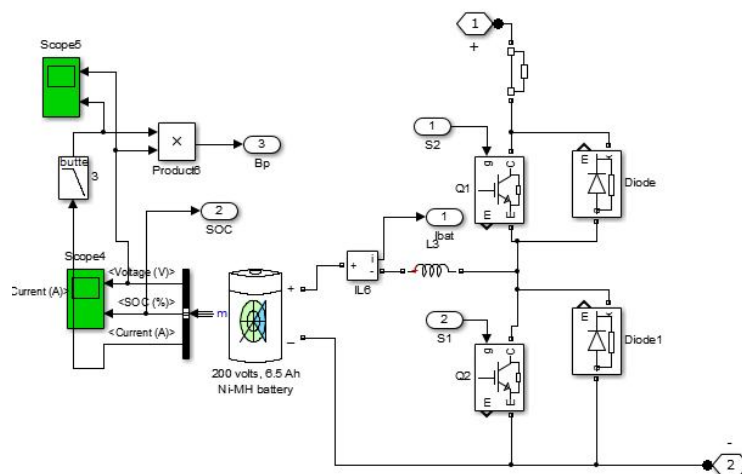 1
+
Scope5
1
S2
×
3
Bp
Product6
butte
3
g
C
Q1
m
E
m
k
Diode
2
SOC
1
Ibat
L3
Scope4
<Voltage (V)>
Current (A)>
<SOC (%)>
<Current (A)>
m
+
+
i
-
IL6
_
2
S1
200 volts, 6.5 Ah
Ni-MH battery
g
C
Q2
m
E
m
k
Diode1
-
2